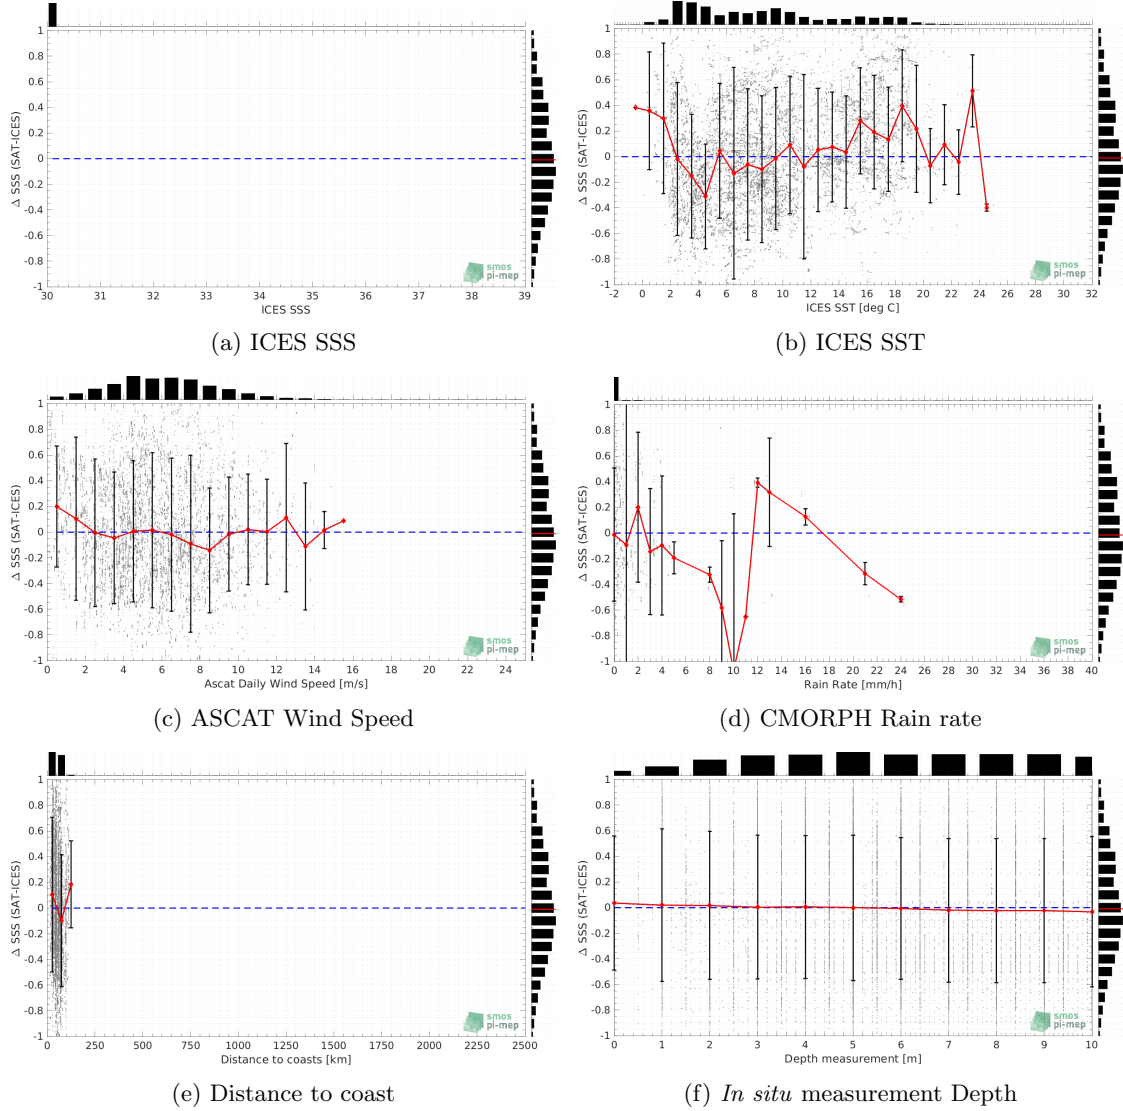 1
0.8
0.6
0.4
0.2
0
-0.2
-0.4
-0.6
-0.8
-1
Δ SSS (SAT-ICES)
smos
pi-mep
30 31 32 33 34 35 36 37 38 39
ICES SSS
(a) ICES SSS
1
0.8
0.6
0.4
0.2
0
-0.2
-0.4
-0.6
-0.8
-1
Δ SSS (SAT-ICES)
smos
pi-mep
-2 0 2 4 6 8 10 12 14 16 18 20 22 24 26 28 30 32
ICES SST [deg C]
(b) ICES SST
1
0.8
0.6
0.4
0.2
0
-0.2
-0.4
-0.6
-0.8
-1
Δ SSS (SAT-ICES)
smos
pi-mep
0 2 4 6 8 10 12 14 16 18 20 22 24
Ascat Daily Wind Speed [m/s]
(c) ASCAT Wind Speed
1
0.8
0.6
0.4
0.2
0
-0.2
-0.4
-0.6
-0.8
-1
Δ SSS (SAT-ICES)
smos
pi-mep
0 2 4 6 8 10 12 14 16 18 20 22 24 26 28 30 32 34 36 38 40
Rain Rate [mm/h]
(d) CMORPH Rain rate
1
0.8
0.6
0.4
0.2
0
-0.2
-0.4
-0.6
-0.8
-1
Δ SSS (SAT-ICES)
smos
pi-mep
0 250 500 750 1000 1250 1500 1750 2000 2250 2500
Distance to coasts [km]
(e) Distance to coast
1
0.8
0.6
0.4
0.2
0
-0.2
-0.4
-0.6
-0.8
-1
Δ SSS (SAT-ICES)
smos
pi-mep
0 1 2 3 4 5 6 7 8 9 10
Depth measurement [m]
(f) In situ measurement Depth